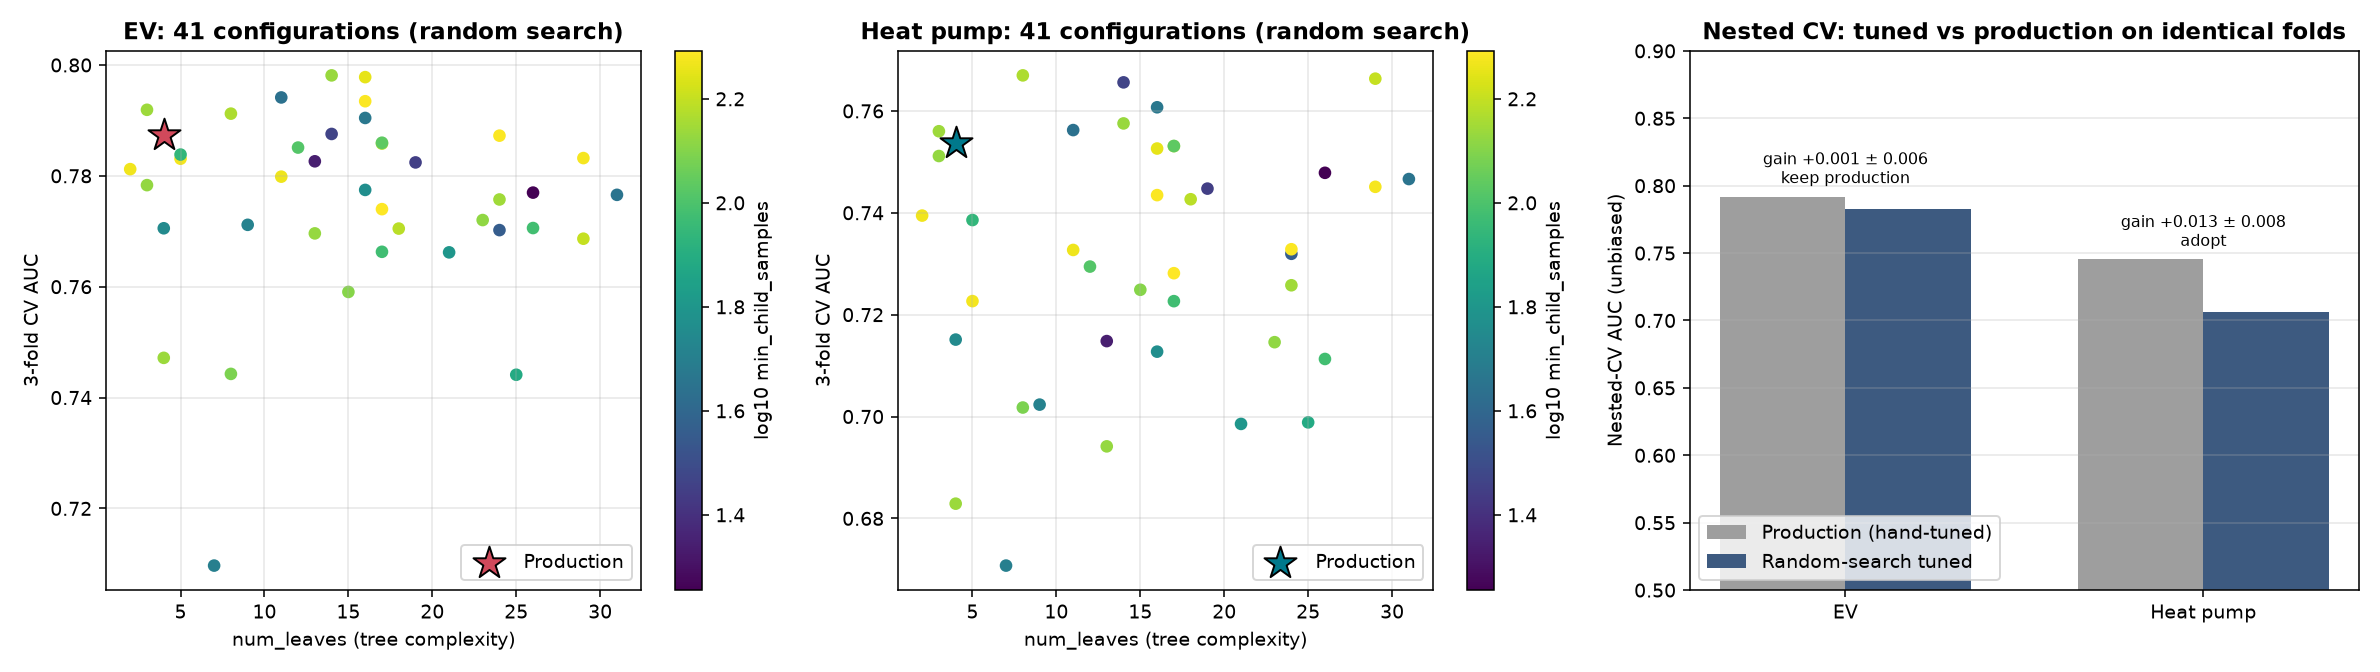 EV: 41 configurations (random search)
0.80
0.78
0.76
0.74
0.72
3-fold CV AUC
5
10
15
20
25
30
num_leaves (tree complexity)
Production
2.2
2.0
1.8
1.6
1.4
log10 min_child_samples
Heat pump: 41 configurations (random search)
0.76
0.74
0.72
0.70
0.68
3-fold CV AUC
5
10
15
20
25
30
num_leaves (tree complexity)
Production
2.2
2.0
1.8
1.6
1.4
log10 min_child_samples
Nested CV: tuned vs production on identical folds
0.90
0.85
0.80
0.75
0.70
0.65
0.60
0.55
0.50
Nested-CV AUC (unbiased)
gain +0.001 ± 0.006
keep production
gain +0.013 ± 0.008
adopt
Production (hand-tuned)
Random-search tuned
EV
Heat pump